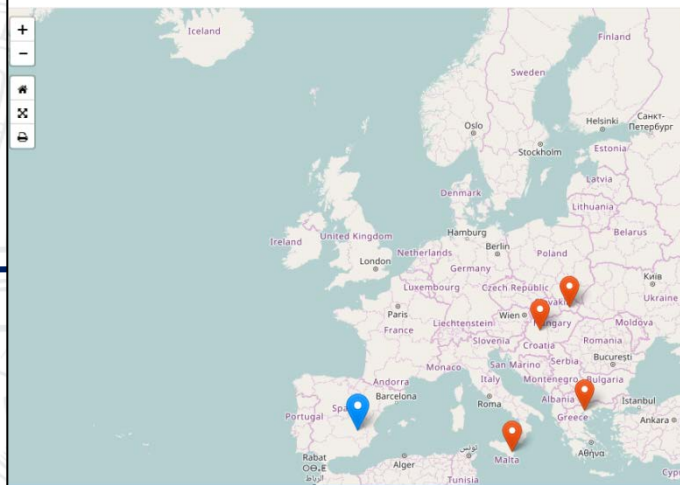 +
−
Iceland
Finland
Sweden
Oslo
Helsinki
Санкт-
Петербург
Stockholm
Estonia
Latvia
Denmark
Lithuania
Ireland
United Kingdom
Hamburg
Belarus
Netherlands
Berlin
London
Poland
Germany
Київ
Luxembourg
Czech Republic
Ukraine
Paris
Wien
France
Liechtenstein
Moldova
Slovenia
Croatia
Romania
Monaco
San Marino
Serbia
București
Andorra
Italy
Montenegro
Bulgaria
Portugal
Barcelona
Roma
Albania
Istanbul
Greece
Ankara
Rabat
Alger
تونس
Malta
Αθήνα
الرباط
Tunisia